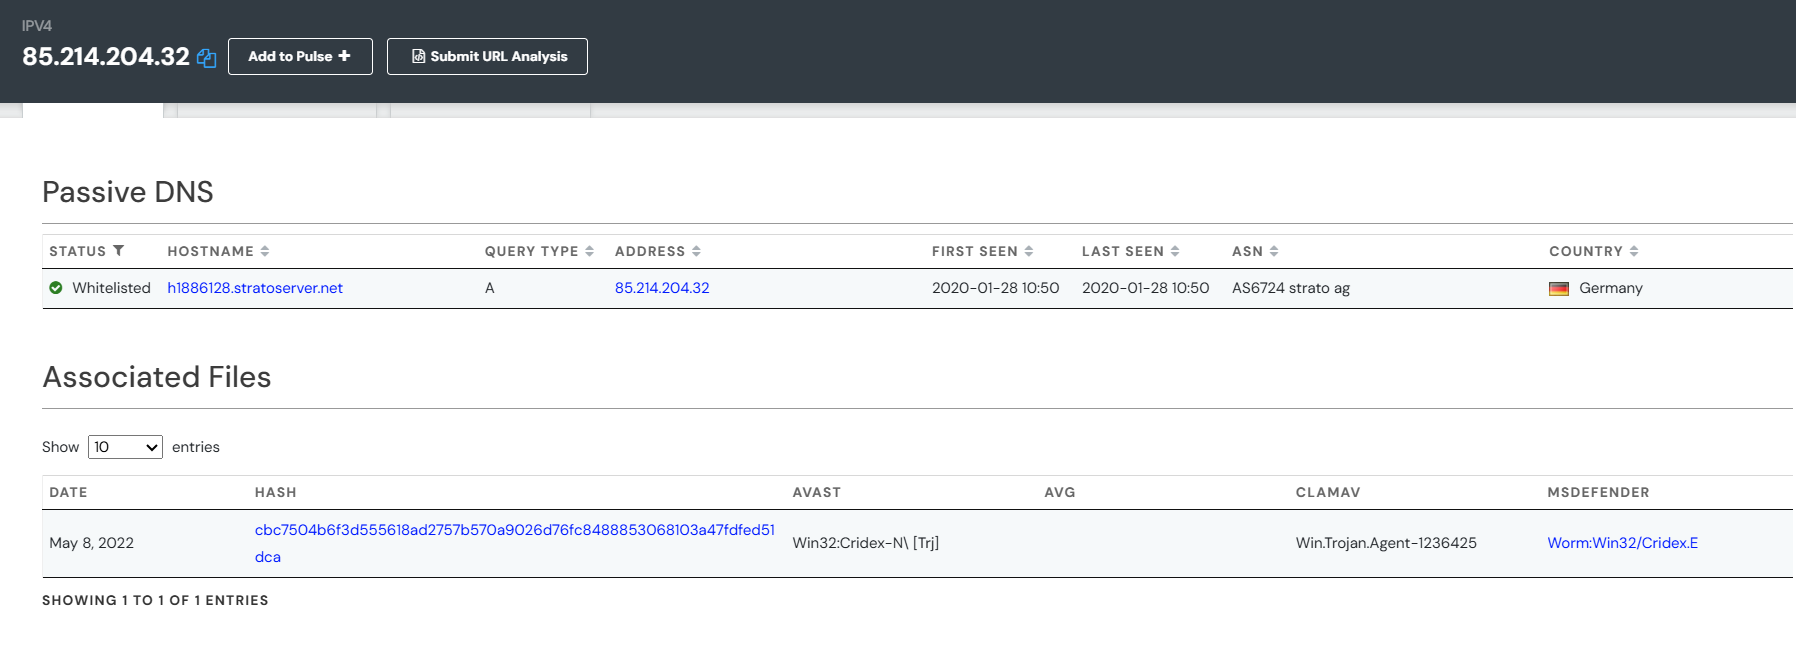 IPV4
85.214.204.32 Add to Pulse + Submit URL Analysis
Passive DNS
STATUS HOSTNAME QUERY TYPE ADDRESS FIRST SEEN LAST SEEN ASN COUNTRY
Whitelisted h1886128.stratoserver.net A 85.214.204.32 2020-01-28 10:50 2020-01-28 10:50 AS6724 strato ag Germany
Associated Files
Show 10 entries
DATE HASH AVAST AVG CLAMAV MSDEFENDER
May 8, 2022 cbc7504b6f3d555618ad2757b570a9026d76fc8488853068103a47fdfed51 Win32:Cridex-N\ [Trj] Win.Trojan.Agent-1236425 Worm:Win32/Cridex.E
dca
SHOWING 1 TO 1 OF 1 ENTRIES